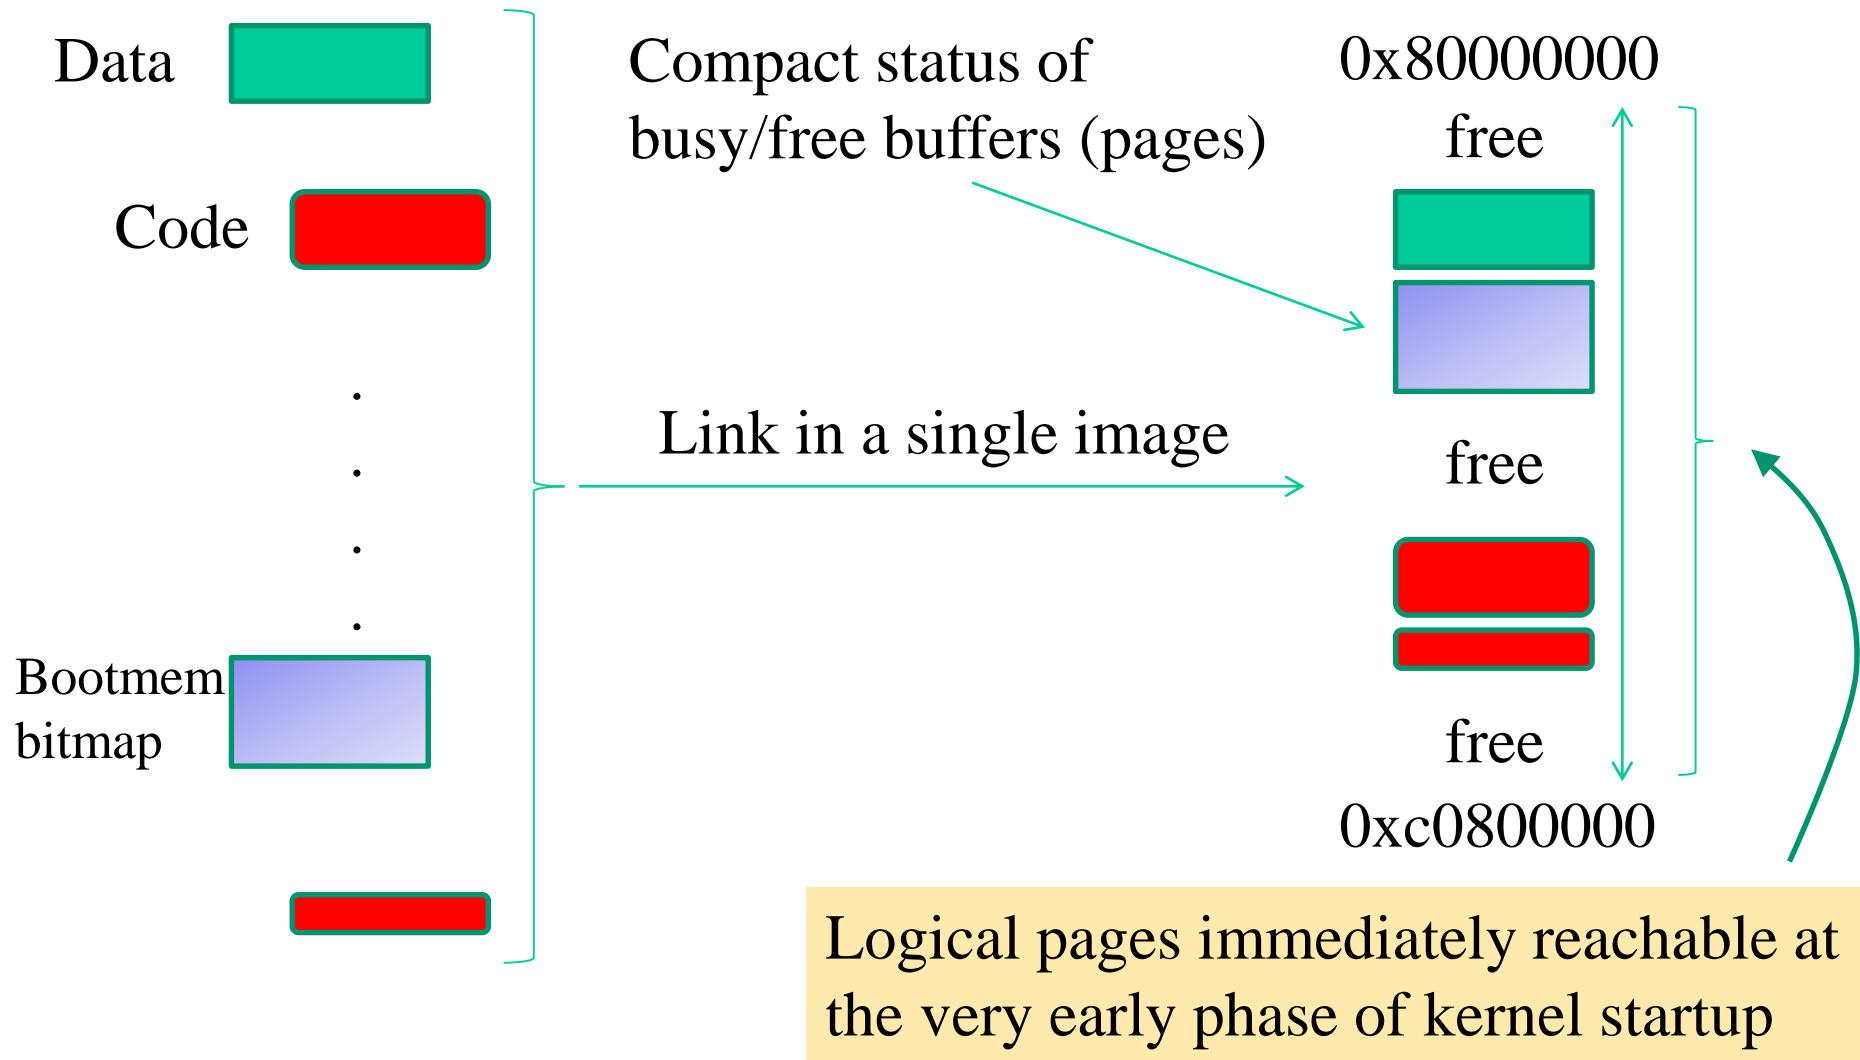 Data
Code
.
.
.
.
Bootmem
bitmap
Compact status of
busy/free buffers (pages)
Link in a single image
0x80000000
free
free
free
0xc0800000
Logical pages immediately reachable at
the very early phase of kernel startup